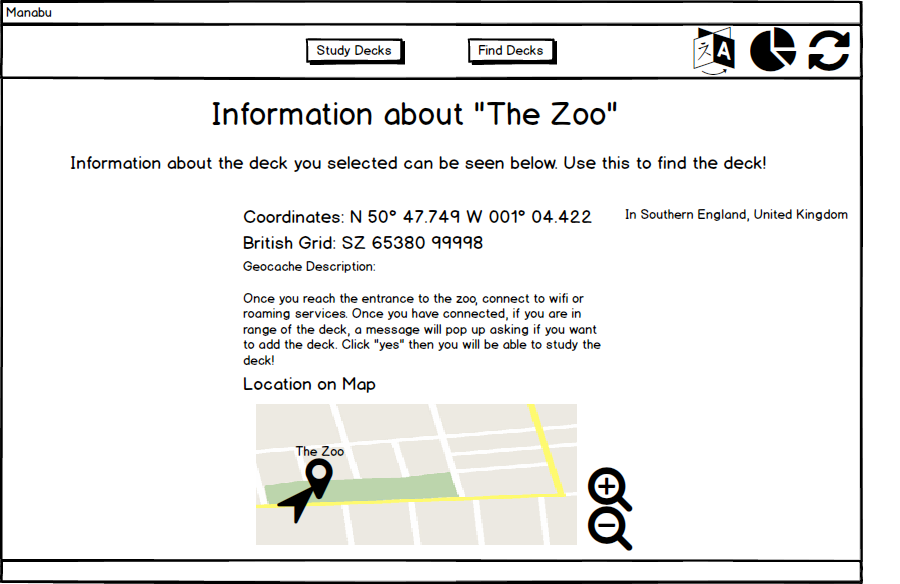 Manabu
Study Decks
Find Decks
A
Information about "The Zoo"
Information about the deck you selected can be seen below. Use this to find the deck!
Coordinates: N 50° 47.749 W 001° 04.422
In Southern England, United Kingdom
British Grid: SZ 65380 99998
Geocache Description:
Once you reach the entrance to the zoo, connect to wifi or
roaming services. Once you have connected, if you are in
range of the deck, a message will pop up asking if you want
to add the deck. Click "yes" then you will be able to study the
deck!
Location on Map
The Zoo